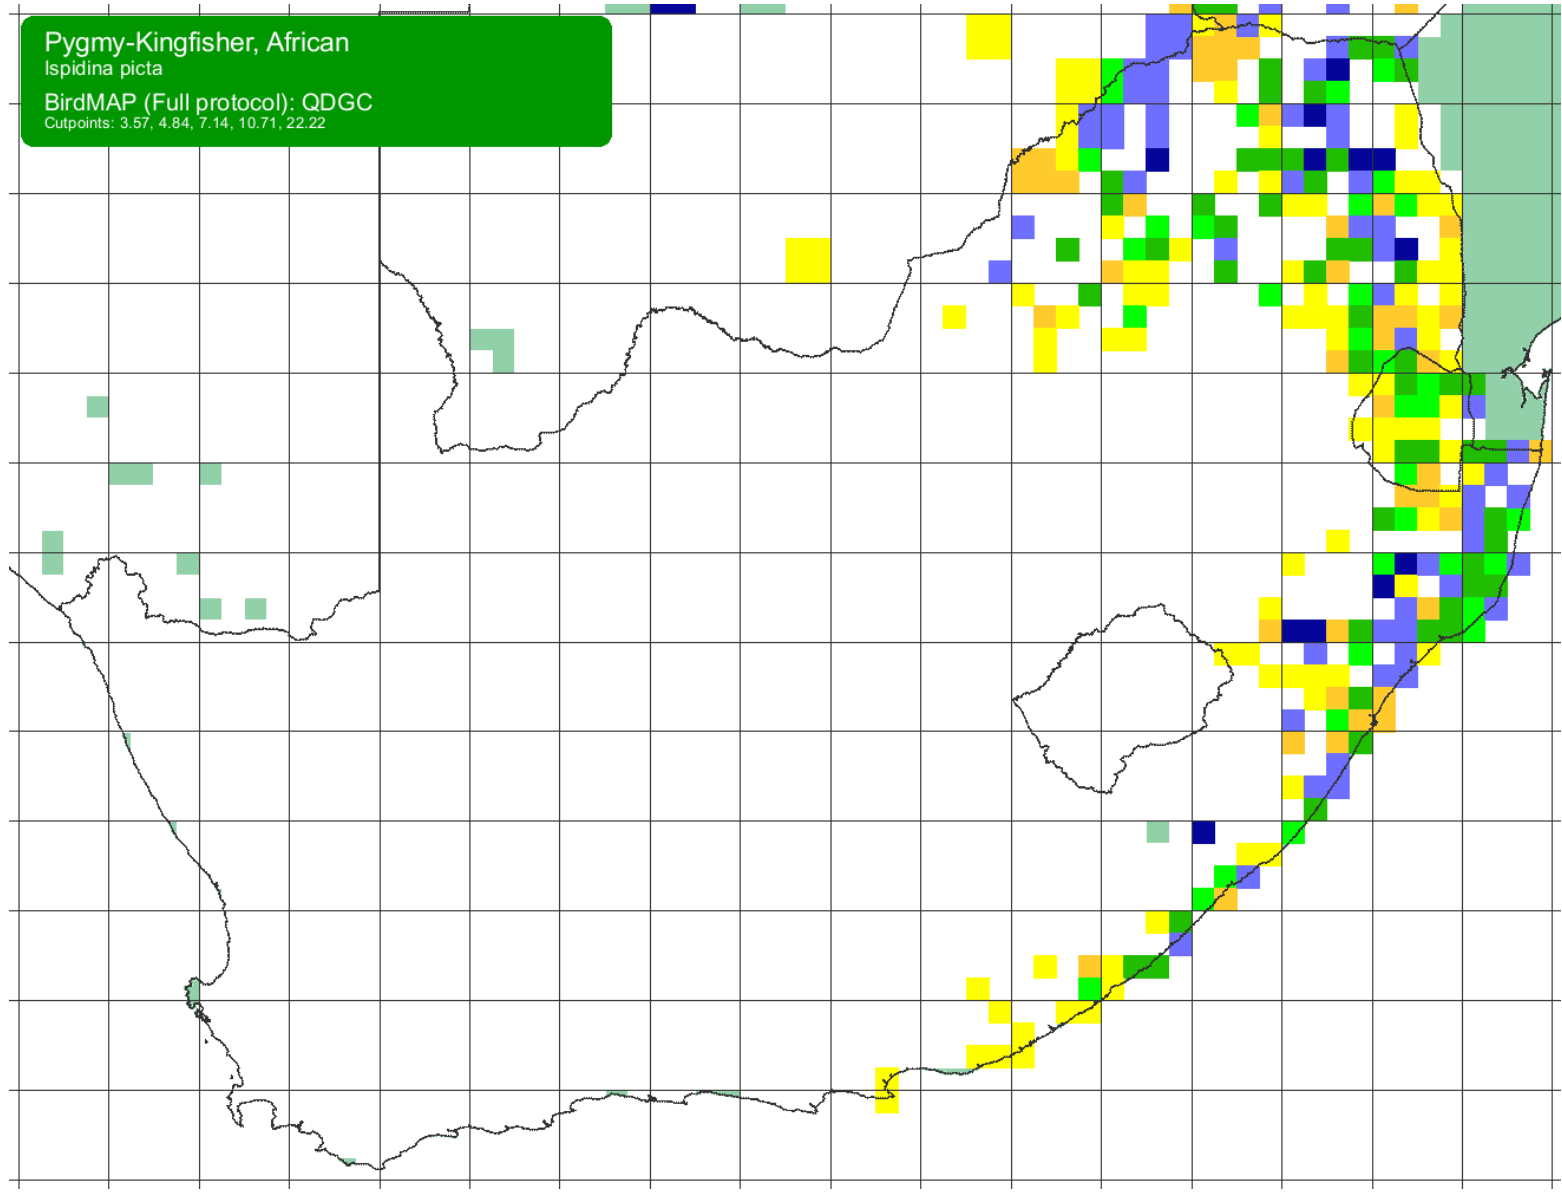 Pygmy-Kingfisher, African
Ispidina picta
BirdMAP (Full protocol): QDGC
Cutpoints: 3.57, 4.84, 7.14, 10.71, 22.22